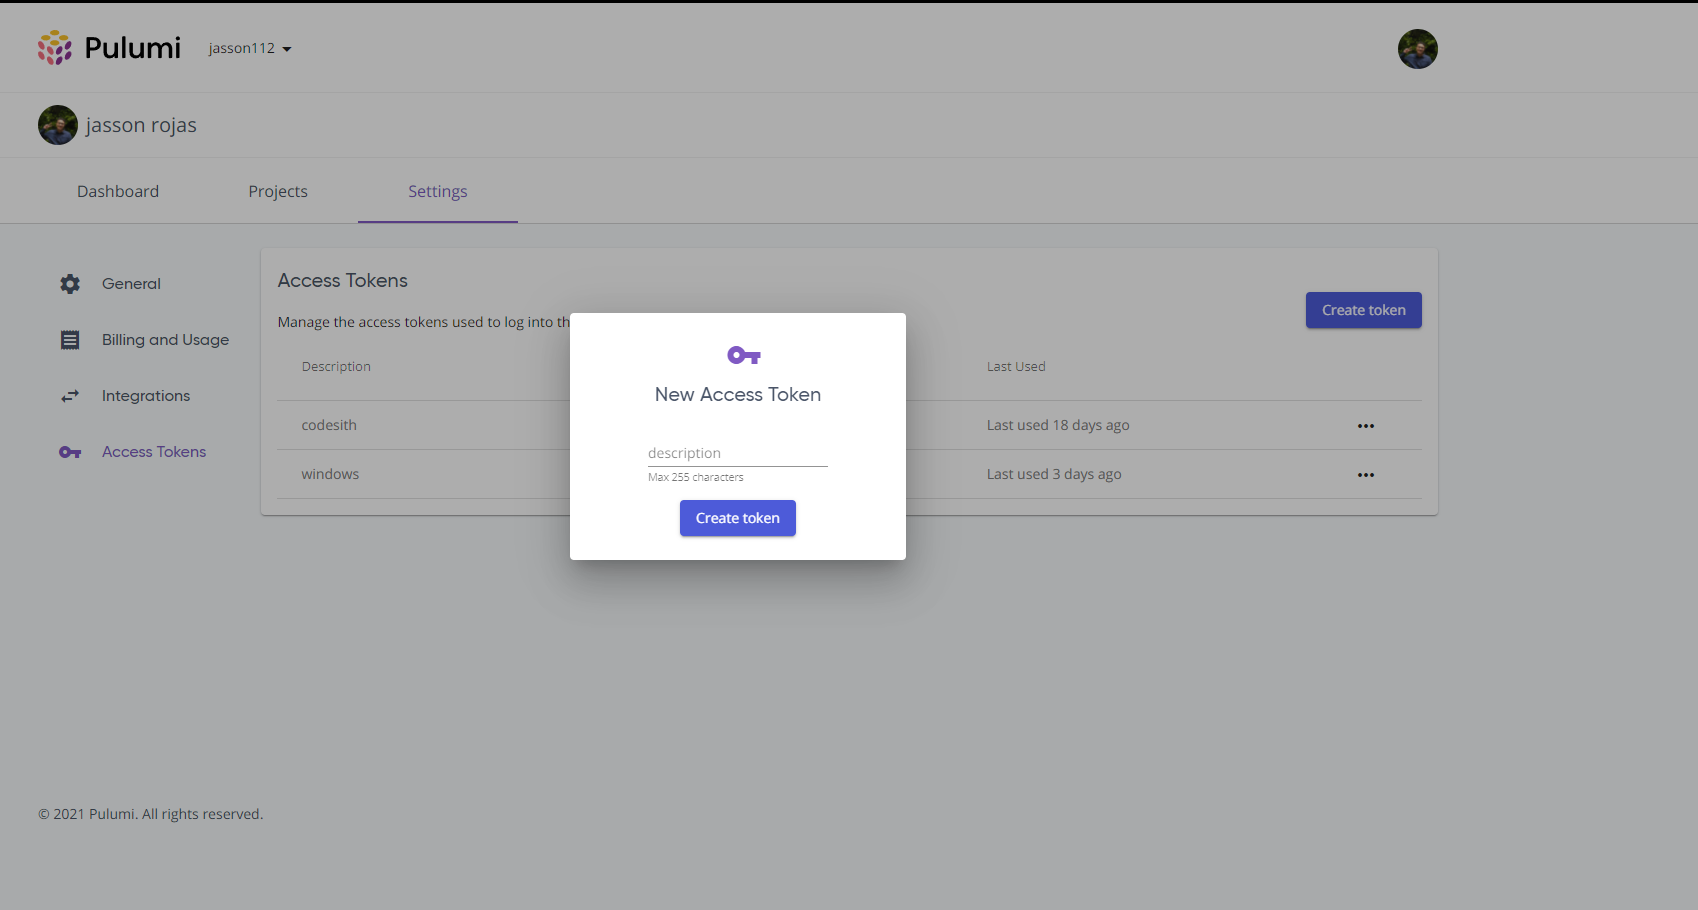 Pulumi jasson112
jasson rojas
Dashboard Projects Settings
General
Billing and Usage
Integrations
Access Tokens
Access Tokens
Create token
Manage the access tokens used to log into th
Description Last Used
codesith Last used 18 days ago
windows Last used 3 days ago
New Access Token
description
Max 255 characters
Create token
© 2021 Pulumi. All rights reserved.